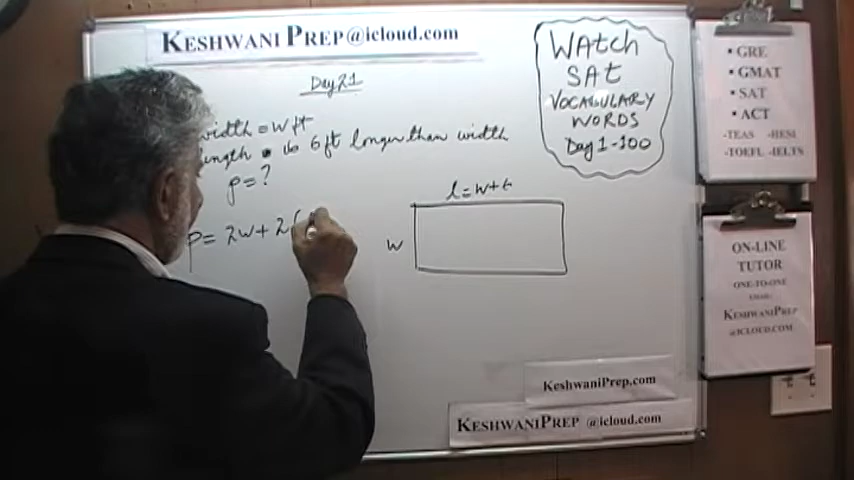 KESHWANI PREP@iCloud.com
Day 21
width = W ft
length is 6 ft longer than width
p = ?
P = 2W + 2(
l = W + 6
W
WAtch
SAt
VOCABULARY
WORDS
Day 1-100
• GRE
• GMAT
• SAT
• ACT
-TEAS -HESI
-TOEFL -IELTS
ON-LINE
TUTOR
ONE-TO-ONE
KESHWANIPREP
@ICLOUD.COM
KeshwaniPrep.com
KESHWANIPREP @icloud.com